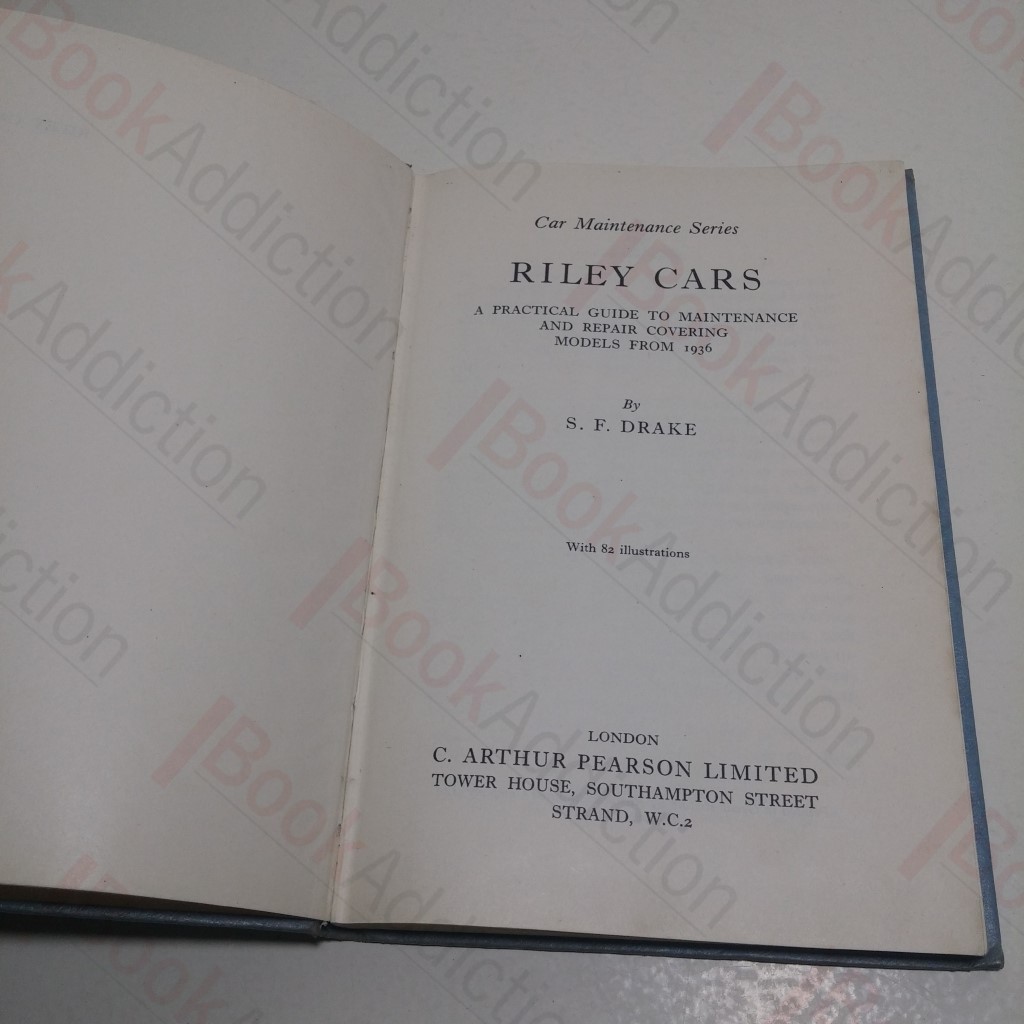 Car Maintenance Series
RILEY CARS
A PRACTICAL GUIDE TO MAINTENANCE
AND REPAIR COVERING
MODELS FROM 1936
By
S. F. DRAKE
With 82 illustrations
LONDON
C. ARTHUR PEARSON LIMITED
TOWER HOUSE, SOUTHAMPTON STREET
STRAND, W.C.2
BookAddiction